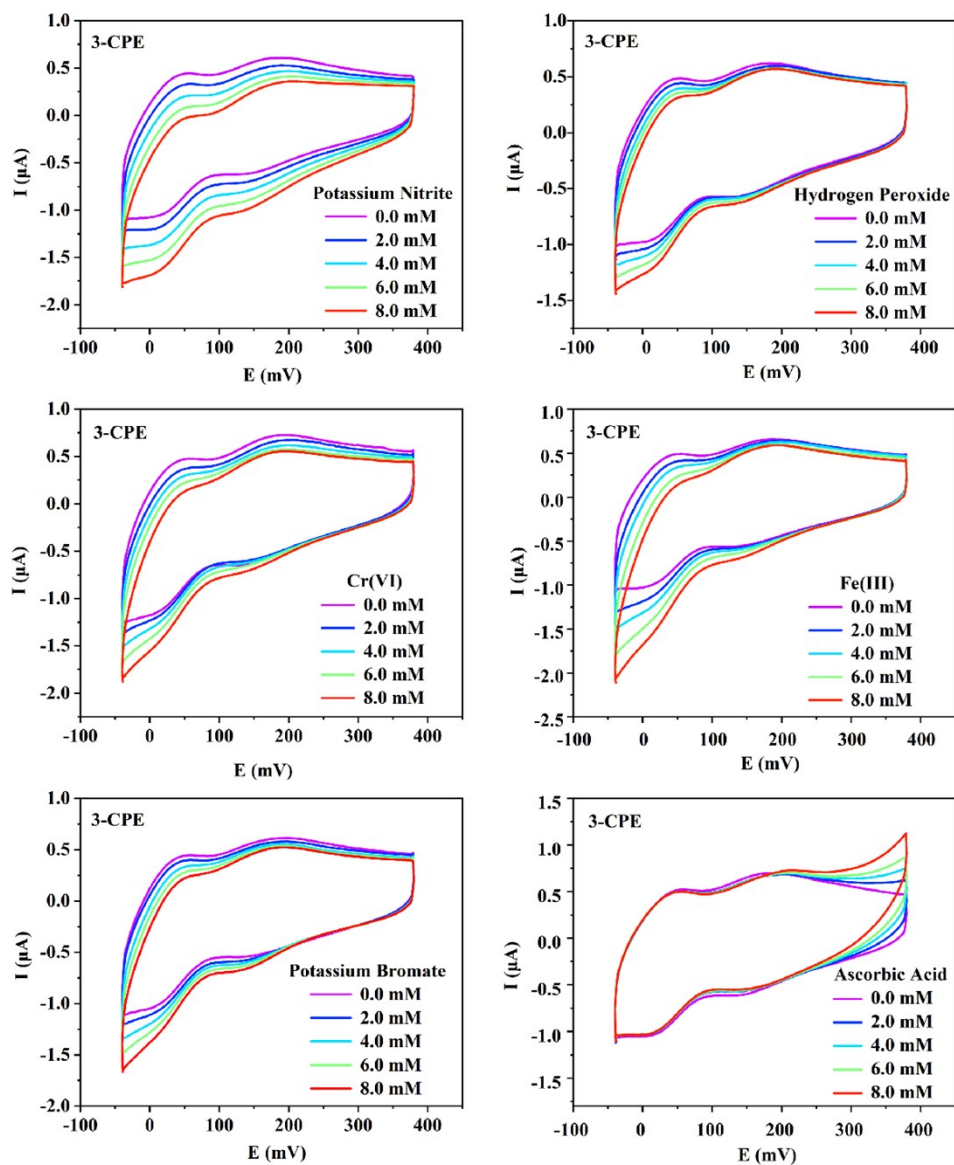 3-CPE
1.0
0.5
0.0
-0.5
-1.0
-1.5
-2.0
I (μA)
Potassium Nitrite
0.0 mM
2.0 mM
4.0 mM
6.0 mM
8.0 mM
-100 0 100 200 300 400
E (mV)
3-CPE
1.0
0.5
0.0
-0.5
-1.0
-1.5
I (μA)
Hydrogen Peroxide
0.0 mM
2.0 mM
4.0 mM
6.0 mM
8.0 mM
-100 0 100 200 300 400
E (mV)
3-CPE
1.0
0.5
0.0
-0.5
-1.0
-1.5
-2.0
I (μA)
Cr(VI)
0.0 mM
2.0 mM
4.0 mM
6.0 mM
8.0 mM
-100 0 100 200 300 400
E (mV)
3-CPE
1.0
0.5
0.0
-0.5
-1.0
-1.5
-2.0
-2.5
I (μA)
Fe(III)
0.0 mM
2.0 mM
4.0 mM
6.0 mM
8.0 mM
-100 0 100 200 300 400
E (mV)
3-CPE
1.0
0.5
0.0
-0.5
-1.0
-1.5
-2.0
I (μA)
Potassium Bromate
0.0 mM
2.0 mM
4.0 mM
6.0 mM
8.0 mM
-100 0 100 200 300 400
E (mV)
3-CPE
1.5
1.0
0.5
0.0
-0.5
-1.0
-1.5
I (μA)
Ascorbic Acid
0.0 mM
2.0 mM
4.0 mM
6.0 mM
8.0 mM
-100 0 100 200 300 400
E (mV)